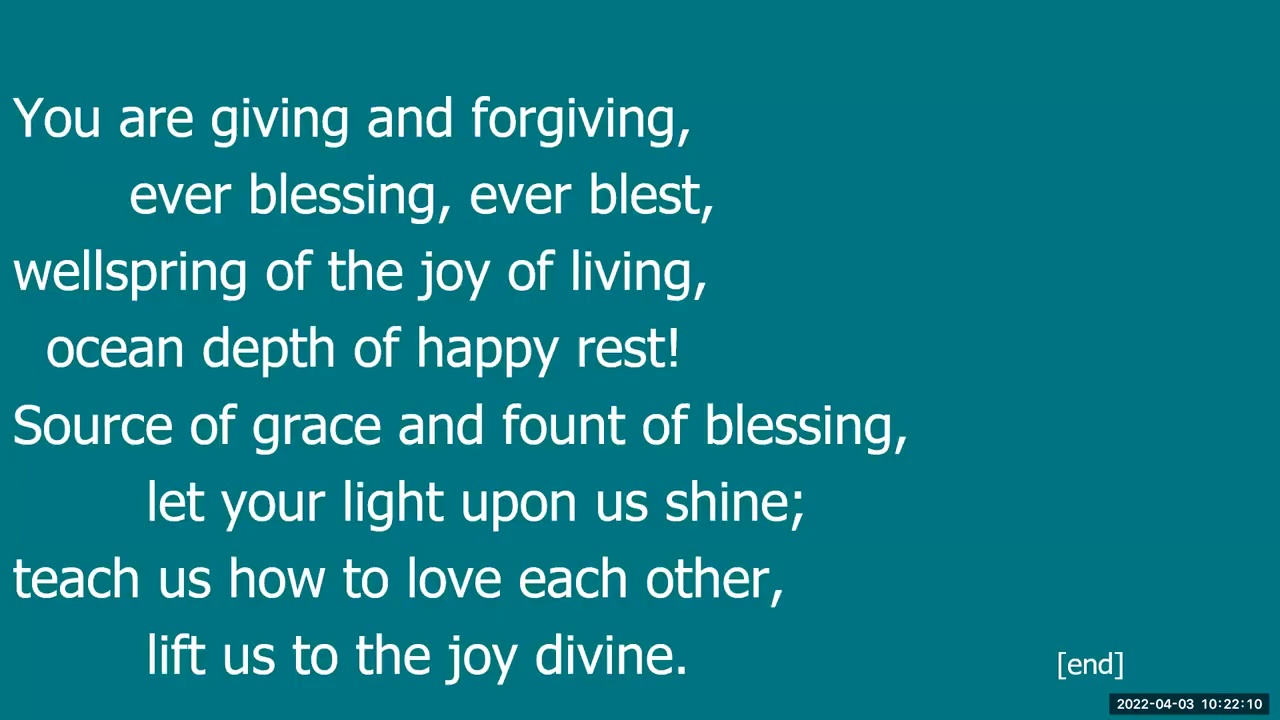 You are giving and forgiving,
ever blessing, ever blest,
wellspring of the joy of living,
ocean depth of happy rest!
Source of grace and fount of blessing,
let your light upon us shine;
teach us how to love each other,
lift us to the joy divine.
[end]
2022-04-03 10:22:10